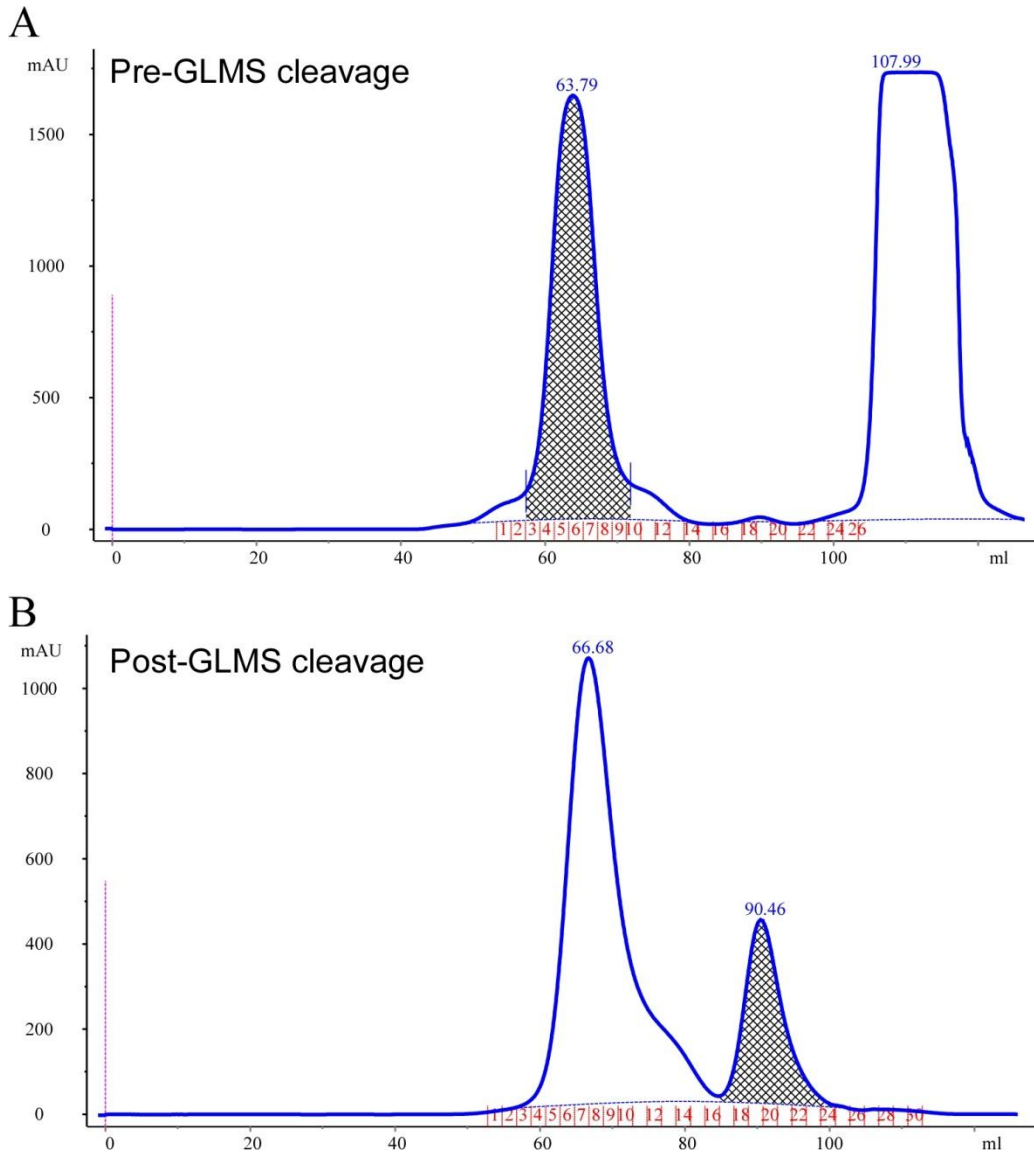 A
mAU
Pre-GLMS cleavage
63.79
107.99
1500
1000
500
0
1 2 3 4 5 6 7 8 9 10 12 14 16 18 20 22 24 26
0 20 40 60 80 100 ml
B
mAU
Post-GLMS cleavage
66.68
1000
800
600
90.46
400
200
0
1 2 3 4 5 6 7 8 9 10 12 14 16 18 20 22 24 26 28 30
0 20 40 60 80 100 ml